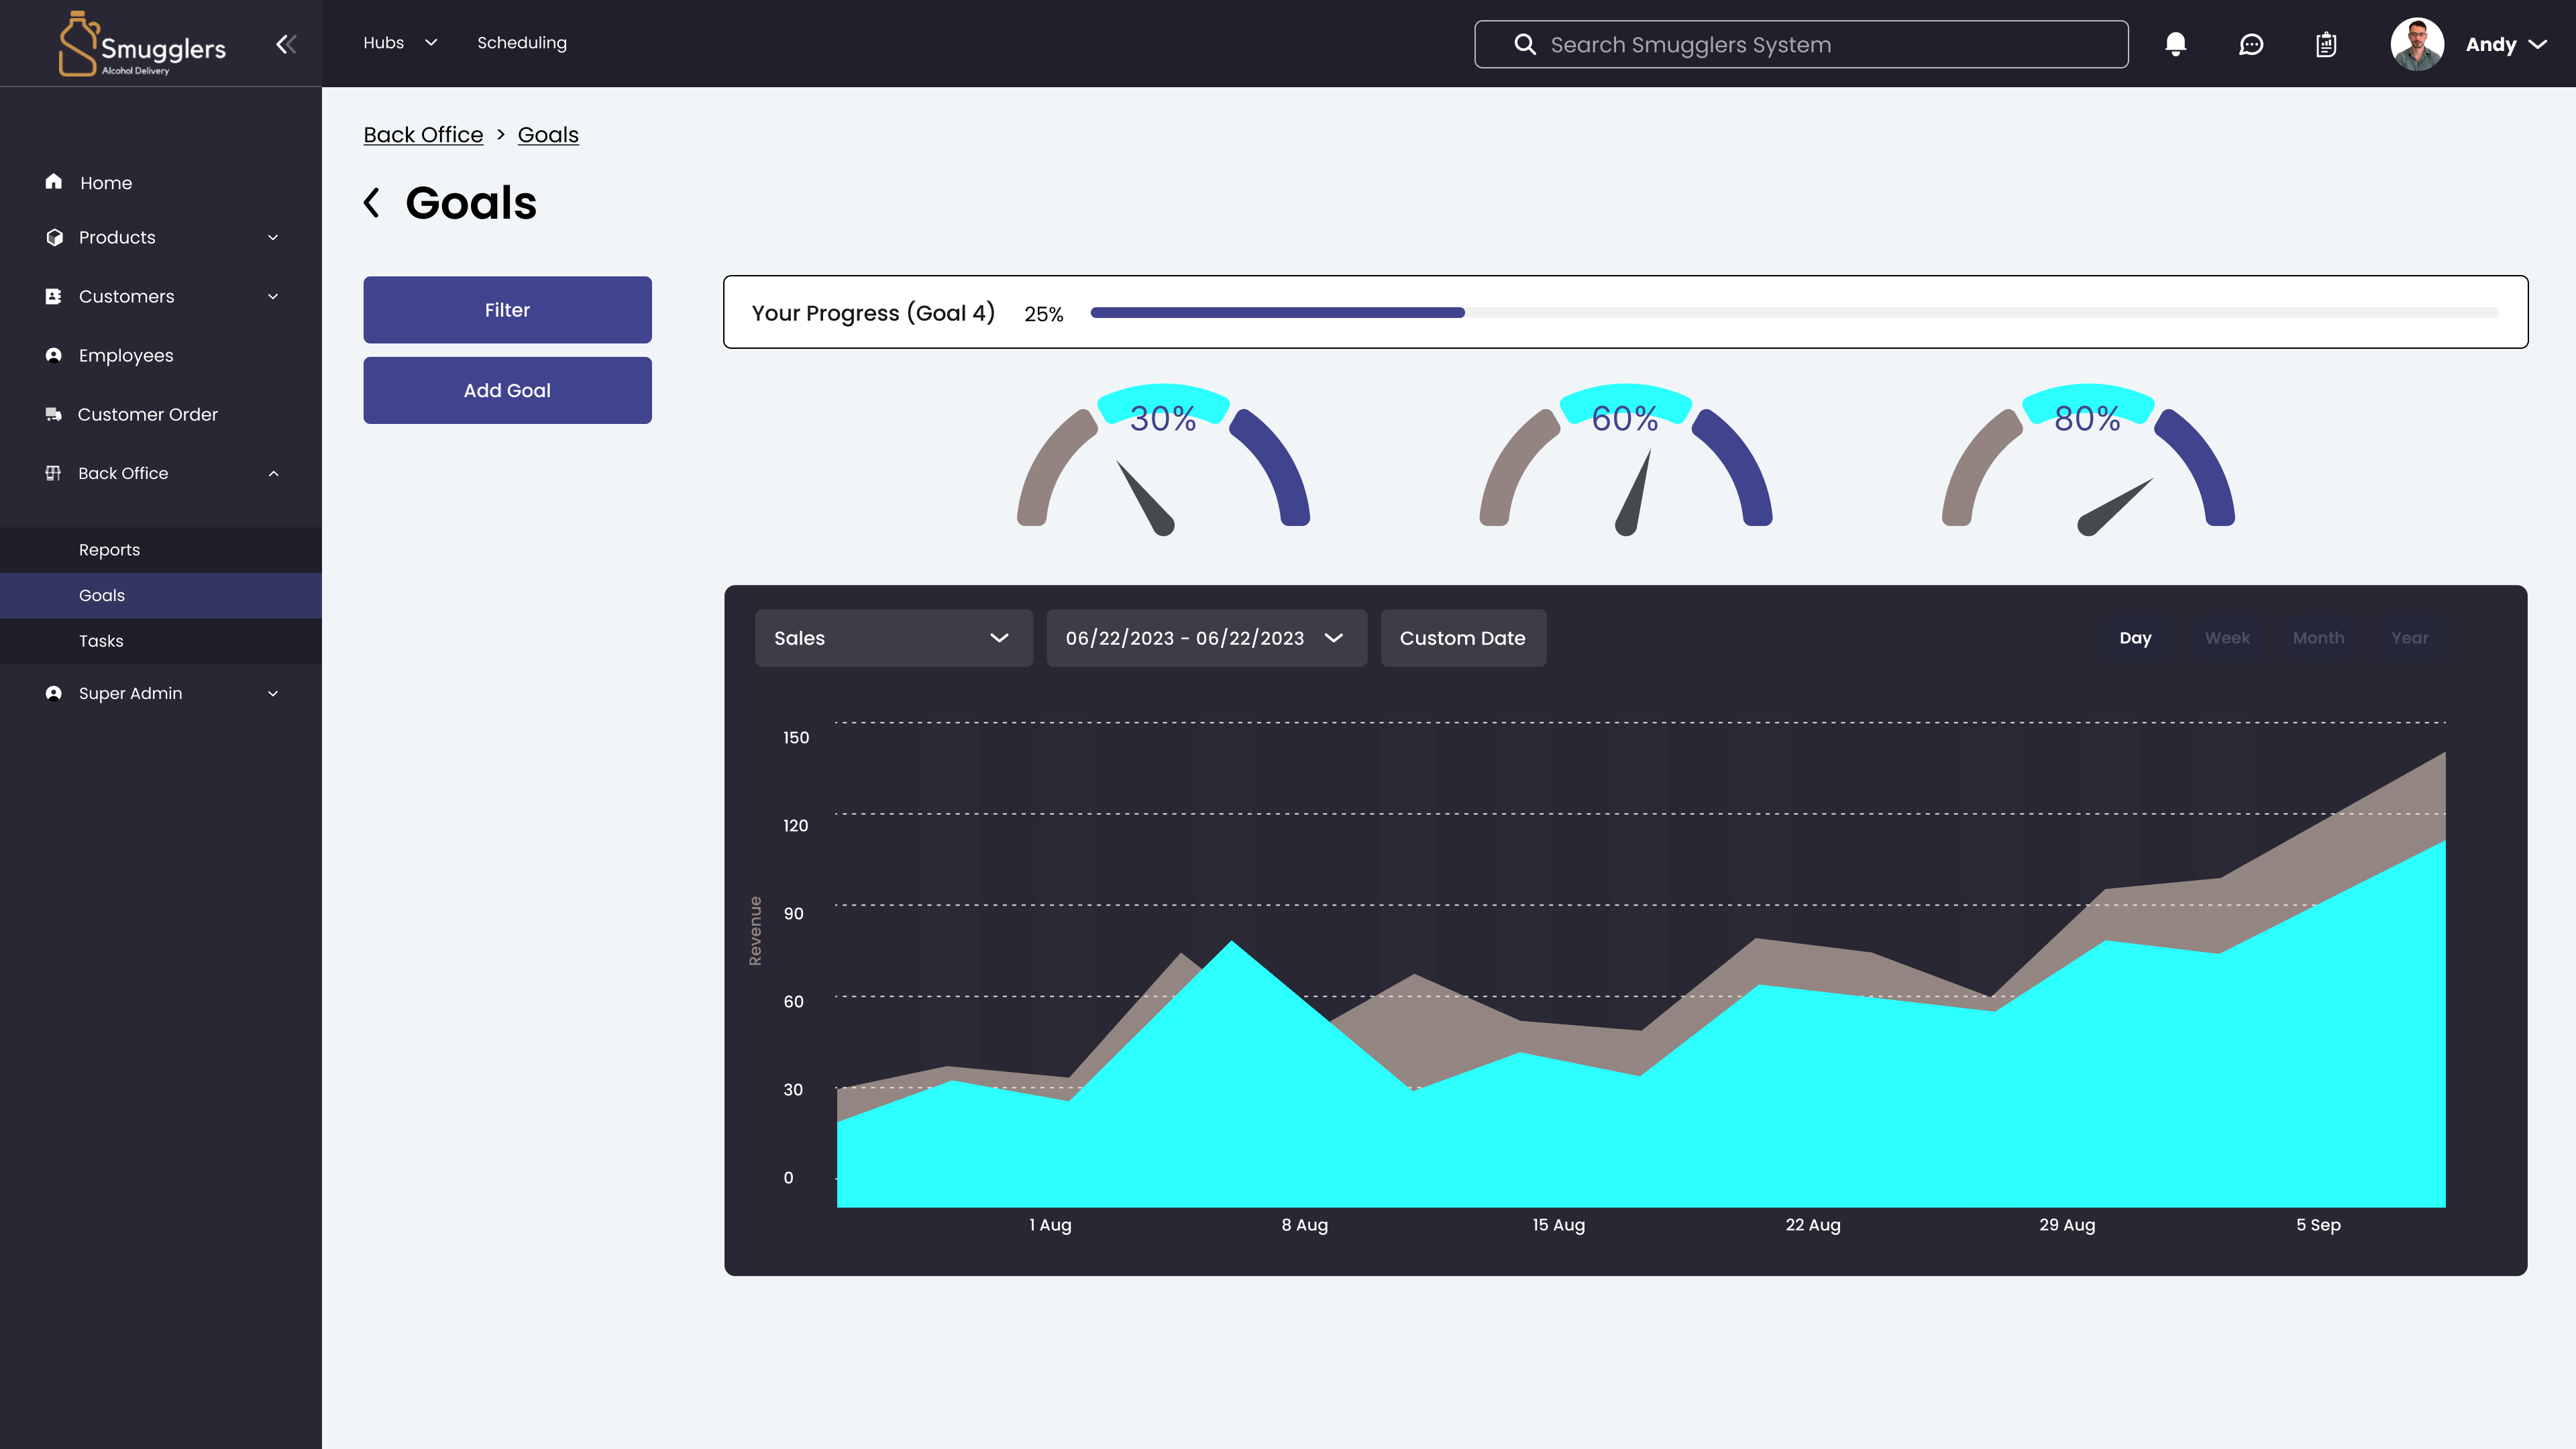 Smugglers
Alcohol Delivery
Hubs
Scheduling
Search Smugglers System
Andy
Home
Products
Customers
Employees
Customer Order
Back Office
Reports
Goals
Tasks
Super Admin
Back Office > Goals
Goals
Filter
Add Goal
Your Progress (Goal 4) 25%
30%
60%
80%
Sales
06/22/2023 - 06/22/2023
Custom Date
Day
Week
Month
Year
Revenue
150
120
90
60
30
0
1 Aug
8 Aug
15 Aug
22 Aug
29 Aug
5 Sep